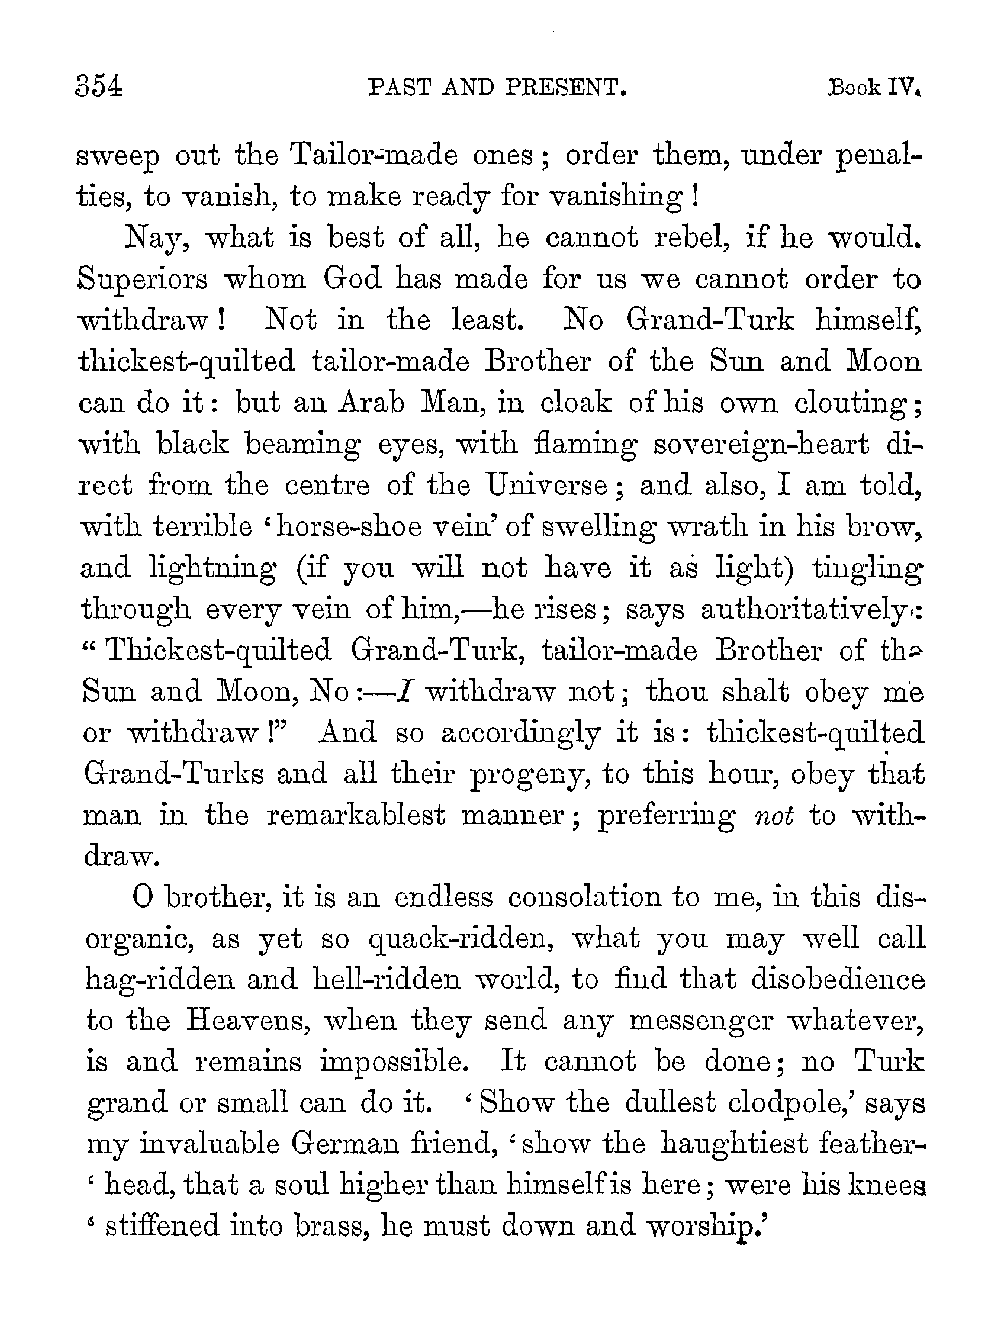 354 PAST AND PRESENT. Book IV.
sweep out the Tailor-made ones; order them, under penal-
ties, to vanish, to make ready for vanishing!
Nay, what is best of all, he cannot rebel, if he would.
Superiors whom God has made for us we cannot order to
withdraw! Not in the least. No Grand-Turk himself,
thickest-quilted tailor-made Brother of the Sun and Moon
can do it: but an Arab Man, in cloak of his own clouting;
with black beaming eyes, with flaming sovereign-heart di-
rect from the centre of the Universe; and also, I am told,
with terrible ‘horse-shoe vein’ of swelling wrath in his brow,
and lightning (if you will not have it as light) tingling
through every vein of him,—he rises; says authoritatively:
“Thickest-quilted Grand-Turk, tailor-made Brother of the
Sun and Moon, No:—I withdraw not; thou shalt obey me
or withdraw!” And so accordingly it is: thickest-quilted
Grand-Turks and all their progeny, to this hour, obey that
man in the remarkablest manner; preferring not to with-
draw.
O brother, it is an endless consolation to me, in this dis-
organic, as yet so quack-ridden, what you may well call
hag-ridden and hell-ridden world, to find that disobedience
to the Heavens, when they send any messenger whatever,
is and remains impossible. It cannot be done; no Turk
grand or small can do it. ‘Show the dullest clodpole,’ says
my invaluable German friend, ‘show the haughtiest feather-
‘head, that a soul higher than himself is here; were his knees
‘stiffened into brass, he must down and worship.’